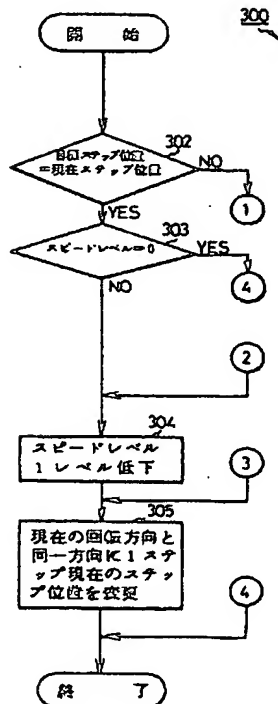 300
開 始
302
目標ステップ位置
=現在ステップ位置
NO
1
YES
303
スピードレベル=0
YES
4
NO
2
304
スピードレベル
1 レベル低下
3
305
現在の回転方向と
同一方向に1ステ
ップ現在のステッ
プ位置を変更
4
終 了